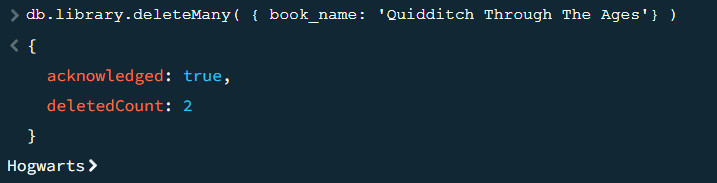 > db.library.deleteMany( { book_name: 'Quidditch Through The Ages'} )
< {
acknowledged: true,
deletedCount: 2
}
Hogwarts>